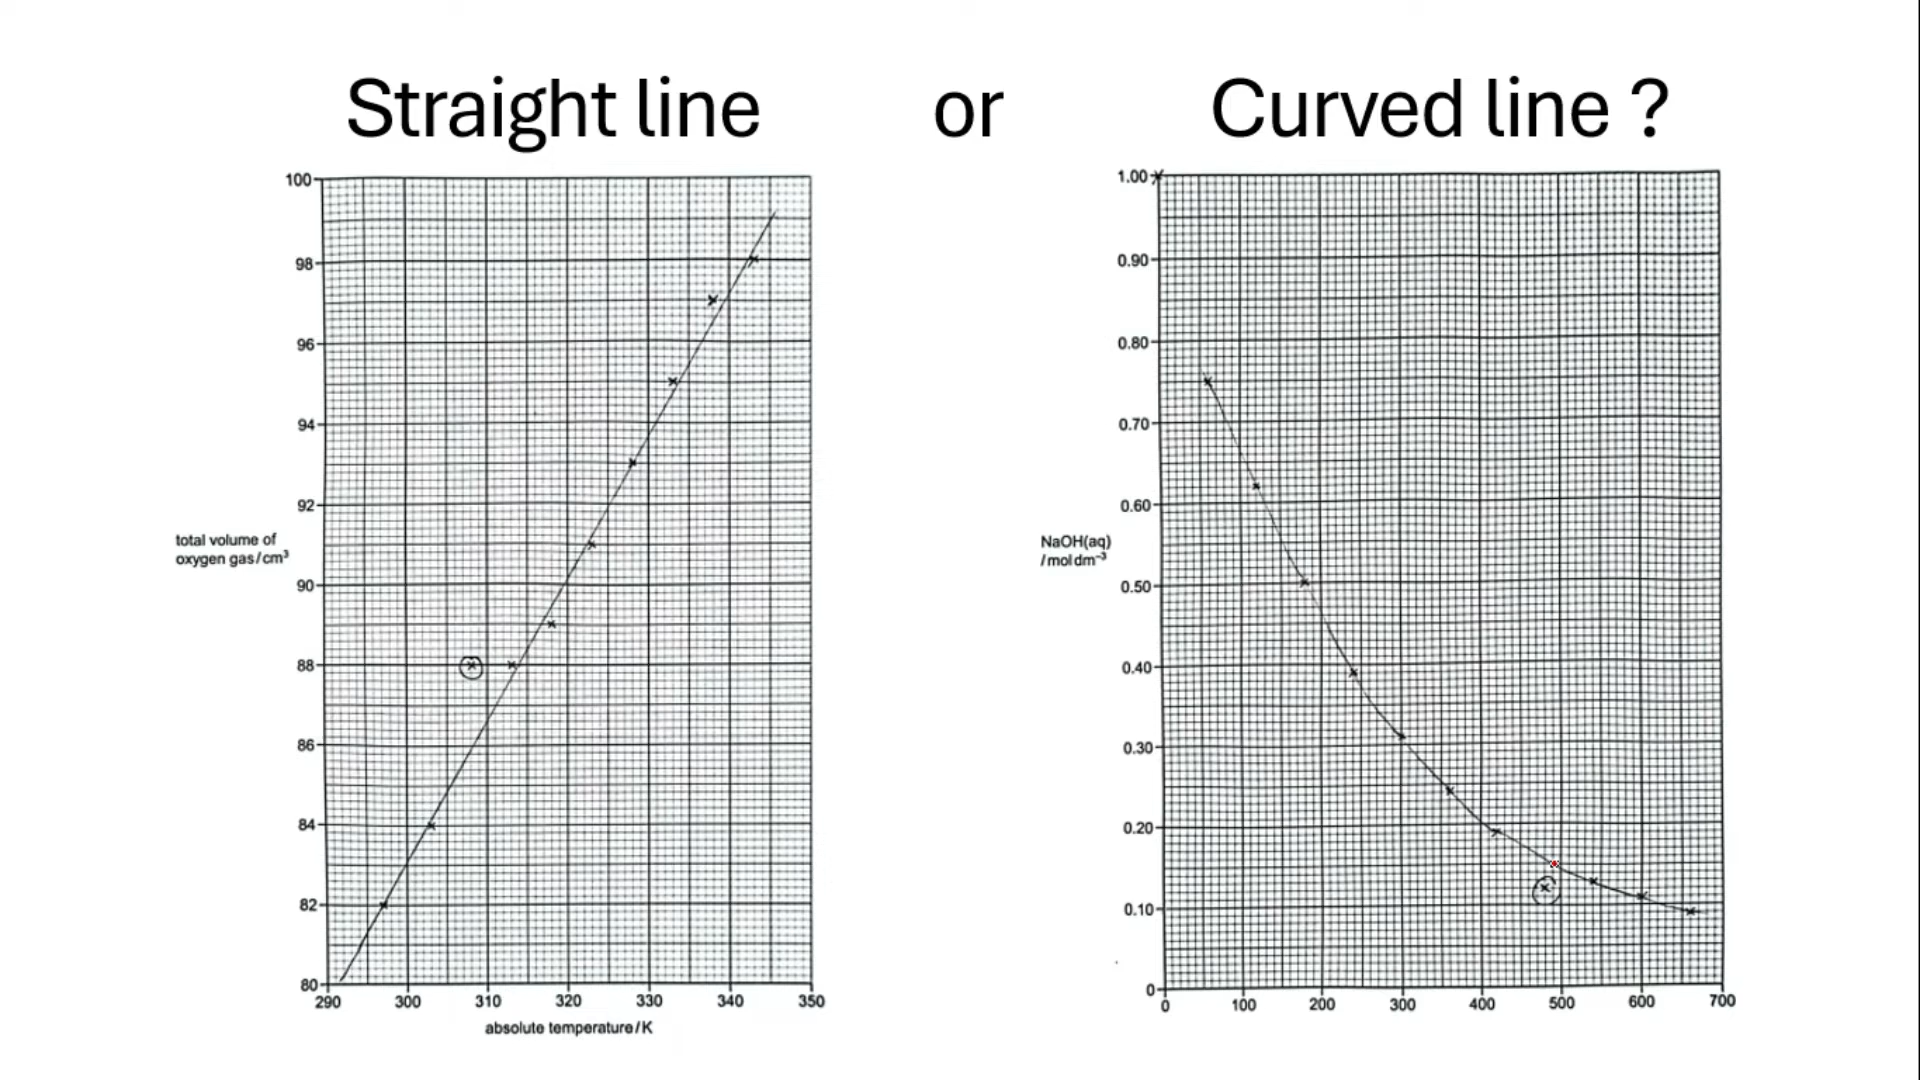 Straight line or Curved line ?
100
98
96
94
92
90
88
86
84
82
80
total volume of
oxygen gas/cm³
290 300 310 320 330 340 350
absolute temperature/K
1.00
0.90
0.80
0.70
0.60
0.50
0.40
0.30
0.20
0.10
0
NaOH(aq)
/mol dm⁻³
0 100 200 300 400 500 600 700